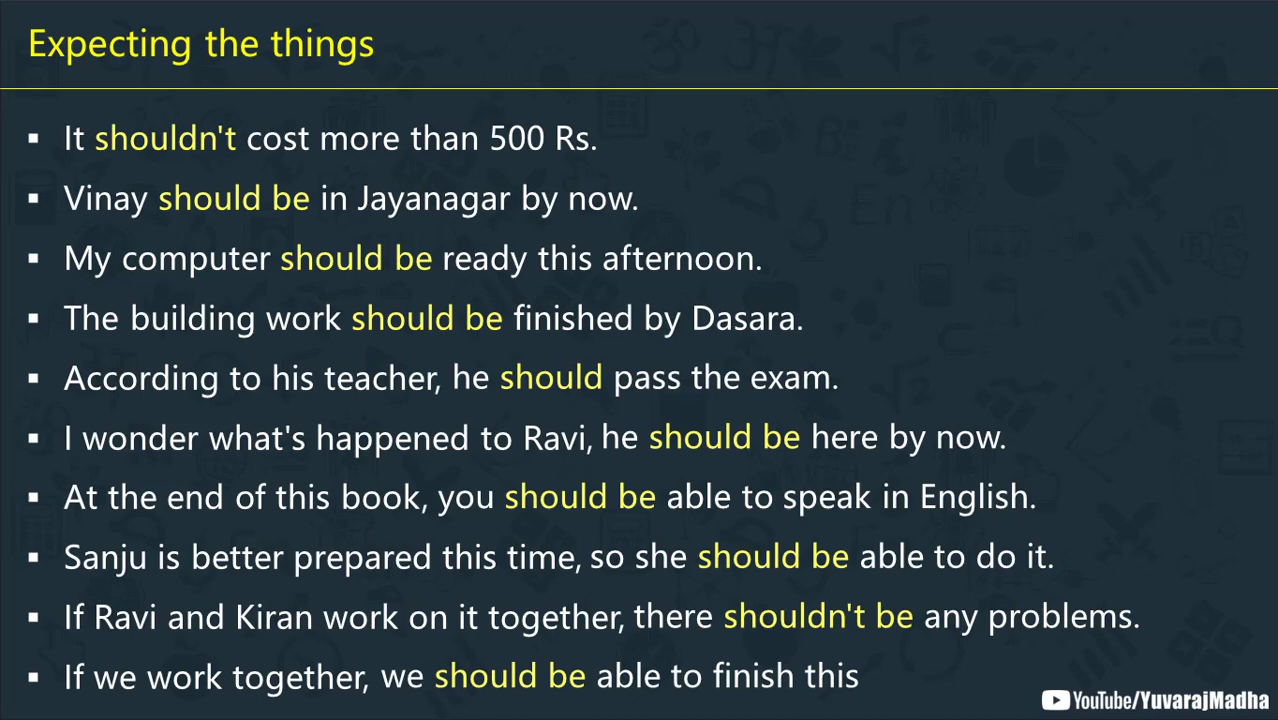 Expecting the things
▪ It shouldn't cost more than 500 Rs.
▪ Vinay should be in Jayanagar by now.
▪ My computer should be ready this afternoon.
▪ The building work should be finished by Dasara.
▪ According to his teacher, he should pass the exam.
▪ I wonder what's happened to Ravi, he should be here by now.
▪ At the end of this book, you should be able to speak in English.
▪ Sanju is better prepared this time, so she should be able to do it.
▪ If Ravi and Kiran work on it together, there shouldn't be any problems.
▪ If we work together, we should be able to finish this
YouTube/YuvarajMadha